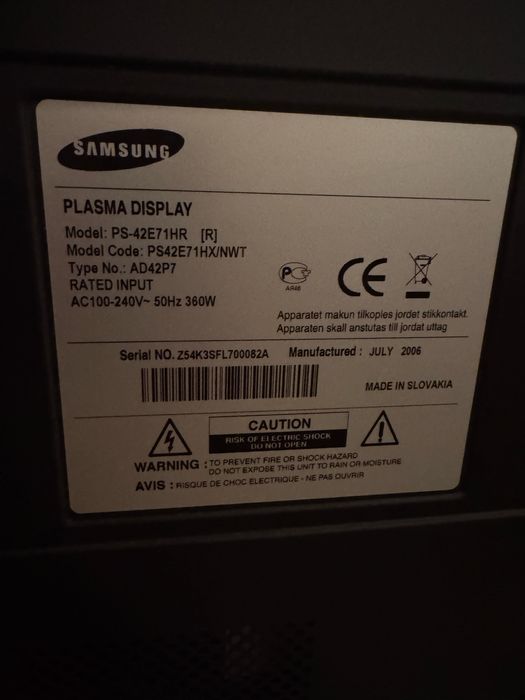 SAMSUNG
PLASMA DISPLAY
Model: PS-42E71HR [R]
Model Code: PS42E71HX/NWT
Type No.: AD42P7
RATED INPUT
AC100-240V~ 50Hz 360W
PC
АЯ46
CE
Apparatet makun tilkoples jordet stikkontakt.
Apparaten skall anstutas till jordat uttag
Serial NO. Z54K3SFL700082A Manufactured : JULY 2006
MADE IN SLOVAKIA
CAUTION
RISK OF ELECTRIC SHOCK
DO NOT OPEN
WARNING : TO PREVENT FIRE OR SHOCK HAZARD
DO NOT EXPOSE THIS UNIT TO RAIN OR MOISTURE
AVIS : RISQUE DE CHOC ELECTRIQUE - NE PAS OUVRIR